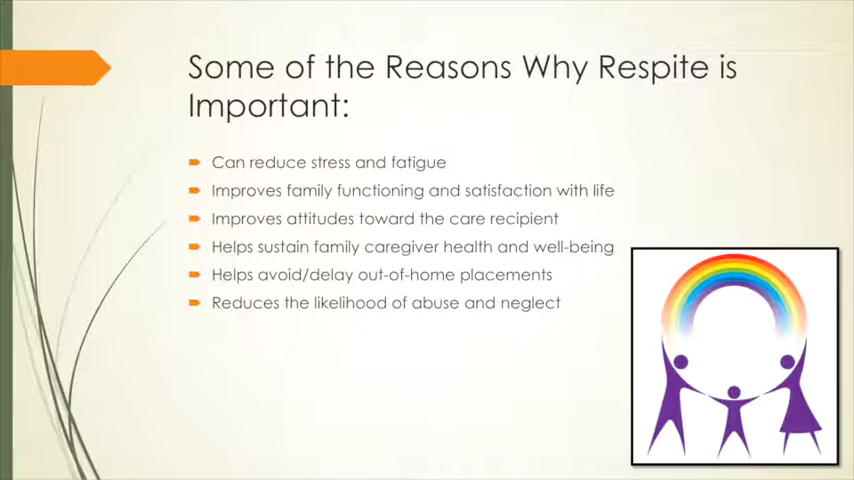 Some of the Reasons Why Respite is
Important:
Can reduce stress and fatigue
Improves family functioning and satisfaction with life
Improves attitudes toward the care recipient
Helps sustain family caregiver health and well-being
Helps avoid/delay out-of-home placements
Reduces the likelihood of abuse and neglect